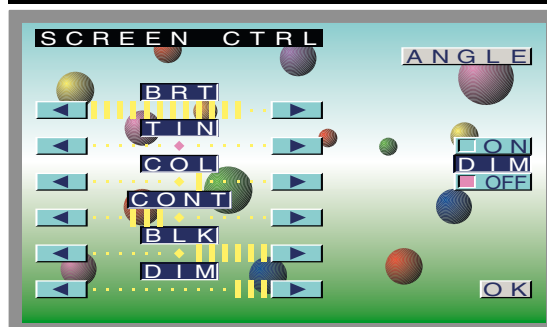 SCREEN CTRL
ANGLE
BRT
TIN
COL
CONT
BLK
DIM
ON
DIM
OFF
OK